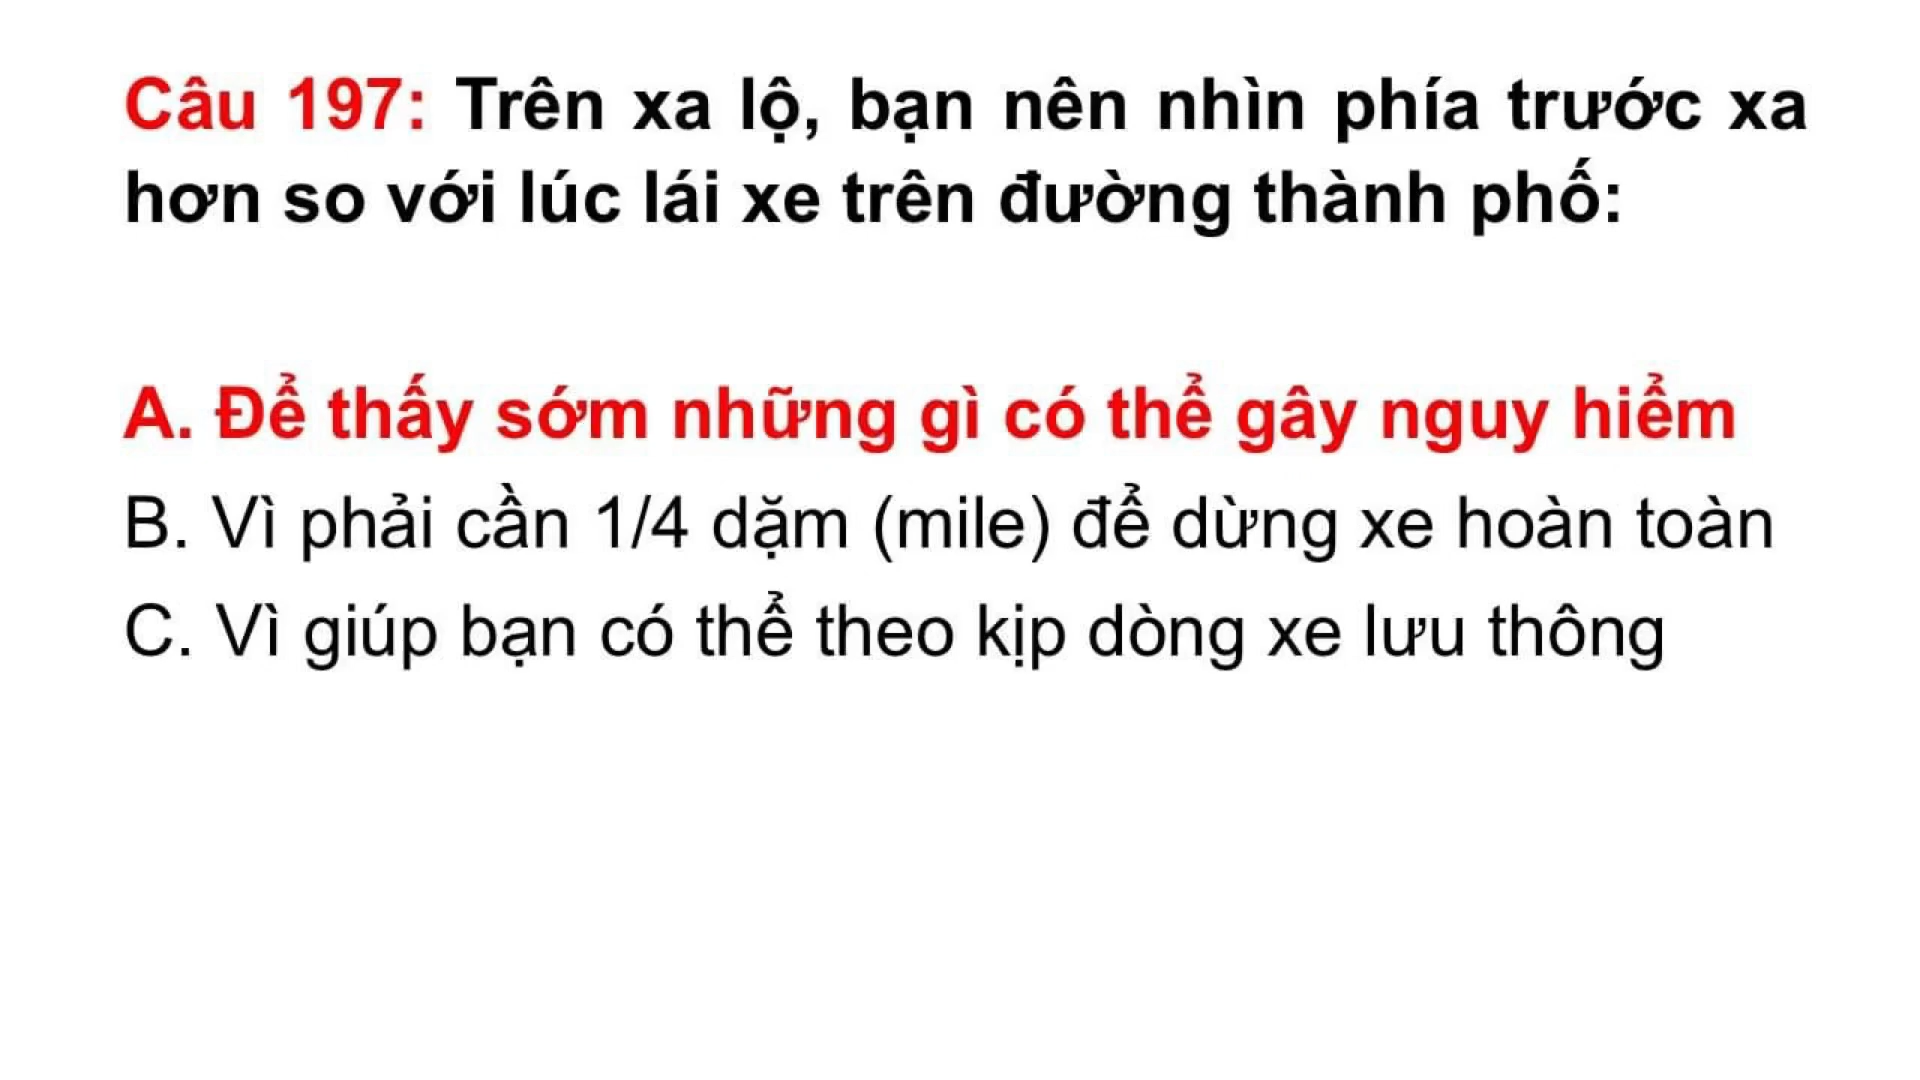 Câu 197: Trên xa lộ, bạn nên nhìn phía trước xa
hơn so với lúc lái xe trên đường thành phố:
A. Để thấy sớm những gì có thể gây nguy hiểm
B. Vì phải cần 1/4 dặm (mile) để dừng xe hoàn toàn
C. Vì giúp bạn có thể theo kịp dòng xe lưu thông